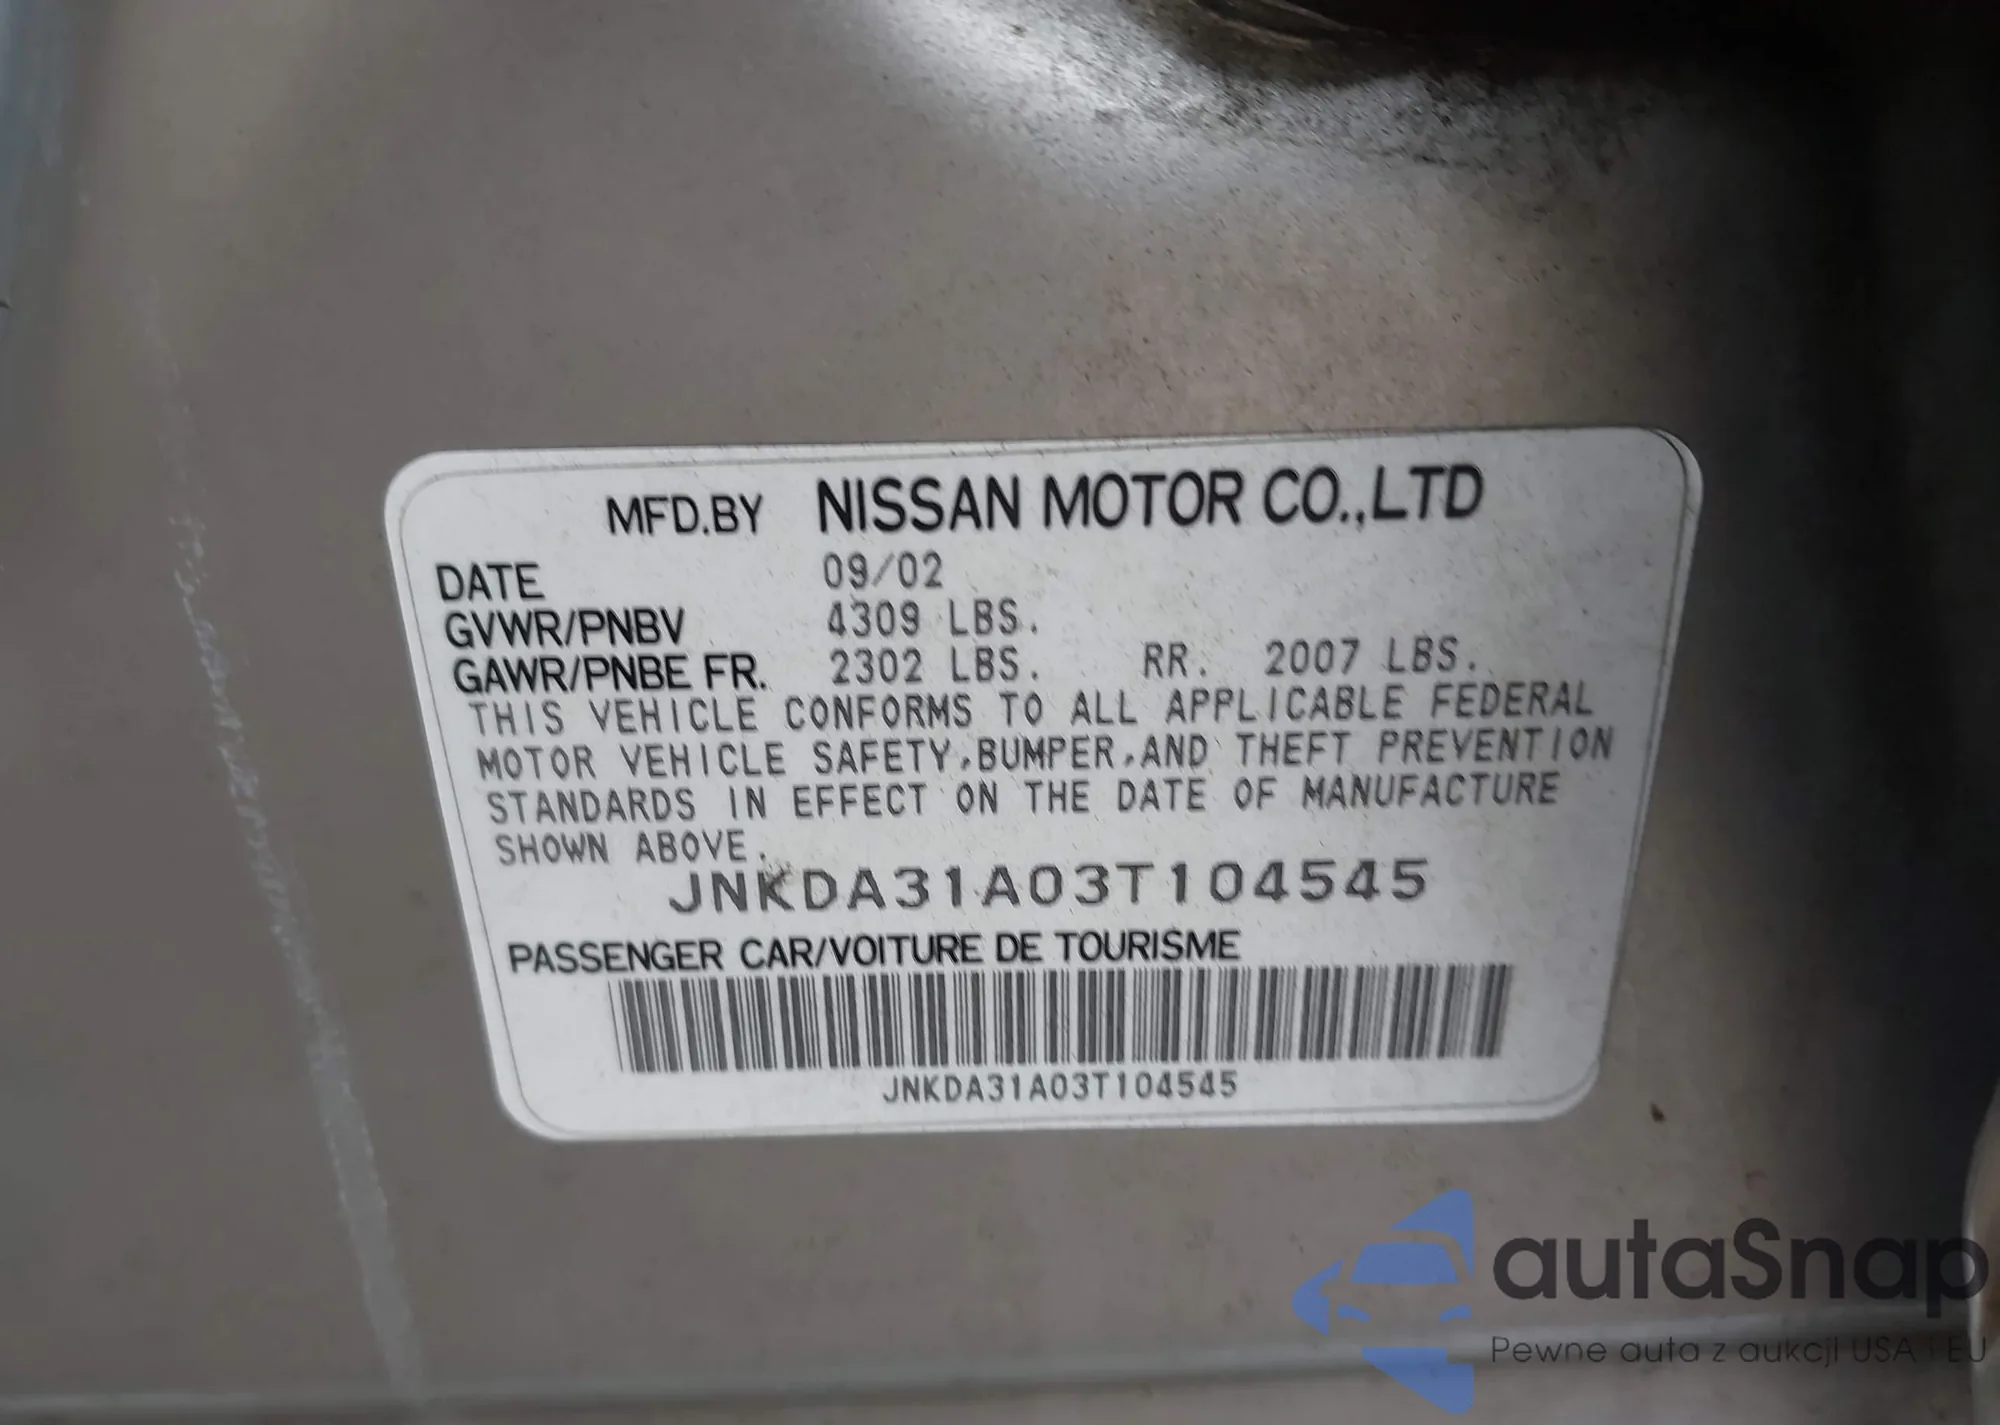 MFD.BY NISSAN MOTOR CO.,LTD
DATE 09/02
GVWR/PNBV 4309 LBS.
GAWR/PNBE FR. 2302 LBS. RR. 2007 LBS.
THIS VEHICLE CONFORMS TO ALL APPLICABLE FEDERAL
MOTOR VEHICLE SAFETY,BUMPER,AND THEFT PREVENTION
STANDARDS IN EFFECT ON THE DATE OF MANUFACTURE
SHOWN ABOVE.
JNKDA31A03T104545
PASSENGER CAR/VOITURE DE TOURISME
JNKDA31A03T104545
autaSnap
Pewne auta z aukcji USA i EU